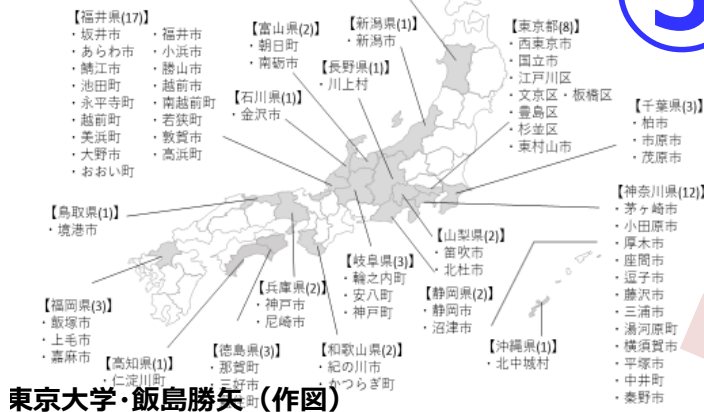 【福井県(17)】
・坂井市 ・福井市
・あらわ市 ・小浜市
・鯖江市 ・勝山市
・池田町 ・越前市
・永平寺町 ・南越前町
・越前町 ・若狭町
・美浜町 ・敦賀市
・大野市 ・高浜町
・おおい町
【富山県(2)】
・朝日町
・南砺市
【新潟県(1)】
・新潟市
【長野県(1)】
・川上村
【石川県(1)】
・金沢市
【東京都(8)】
・西東京市
・国立市
・江戸川区
・文京区・板橋区
・豊島区
・杉並区
・東村山市
【千葉県(3)】
・柏市
・市原市
・茂原市
【神奈川県(12)】
・茅ヶ崎市
・小田原市
・厚木市
・座間市
・逗子市
・藤沢市
・三浦市
・湯河原町
・横須賀市
・平塚市
・中井町
・秦野市
【鳥取県(1)】
・境港市
【山梨県(2)】
・笛吹市
・北杜市
【岐阜県(3)】
・輪之内町
・安八町
・神戸町
【静岡県(2)】
・静岡市
・沼津市
【兵庫県(2)】
・神戸市
・尼崎市
【福岡県(3)】
・飯塚市
・上毛市
・嘉麻市
【高知県(1)】
・仁淀川町
【徳島県(3)】
・那賀町
・三好市
【和歌山県(2)】
・紀の川市
・かつらぎ町
【沖縄県(1)】
・北中城村
東京大学・飯島勝矢（作図）